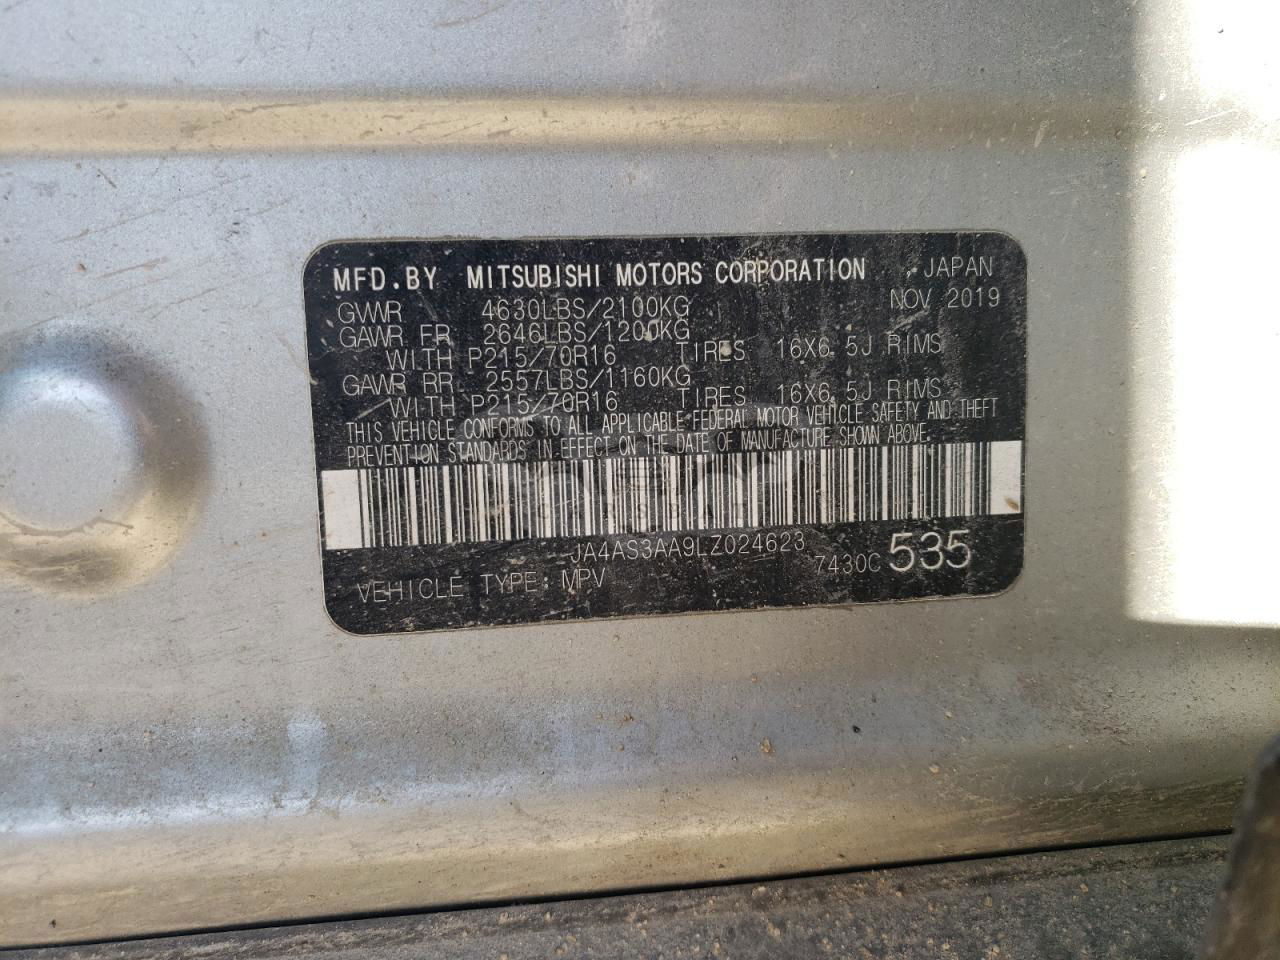 MFD.BY MITSUBISHI MOTORS CORPORATION JAPAN
GVWR 4630LBS/2100KG NOV 2019
GAWR FR 2646LBS/1200KG
WITH P215/70R16 TIRES 16X6.5J RIMS
GAWR RR 2557LBS/1160KG
WITH P215/70R16 TIRES 16X6.5J RIMS
THIS VEHICLE CONFORMS TO ALL APPLICABLE FEDERAL MOTOR VEHICLE SAFETY AND THEFT
PREVENTION STANDARDS IN EFFECT ON THE DATE OF MANUFACTURE SHOWN ABOVE.
JA4AS3AA9LZ024623
VEHICLE TYPE: MPV 7430C 535